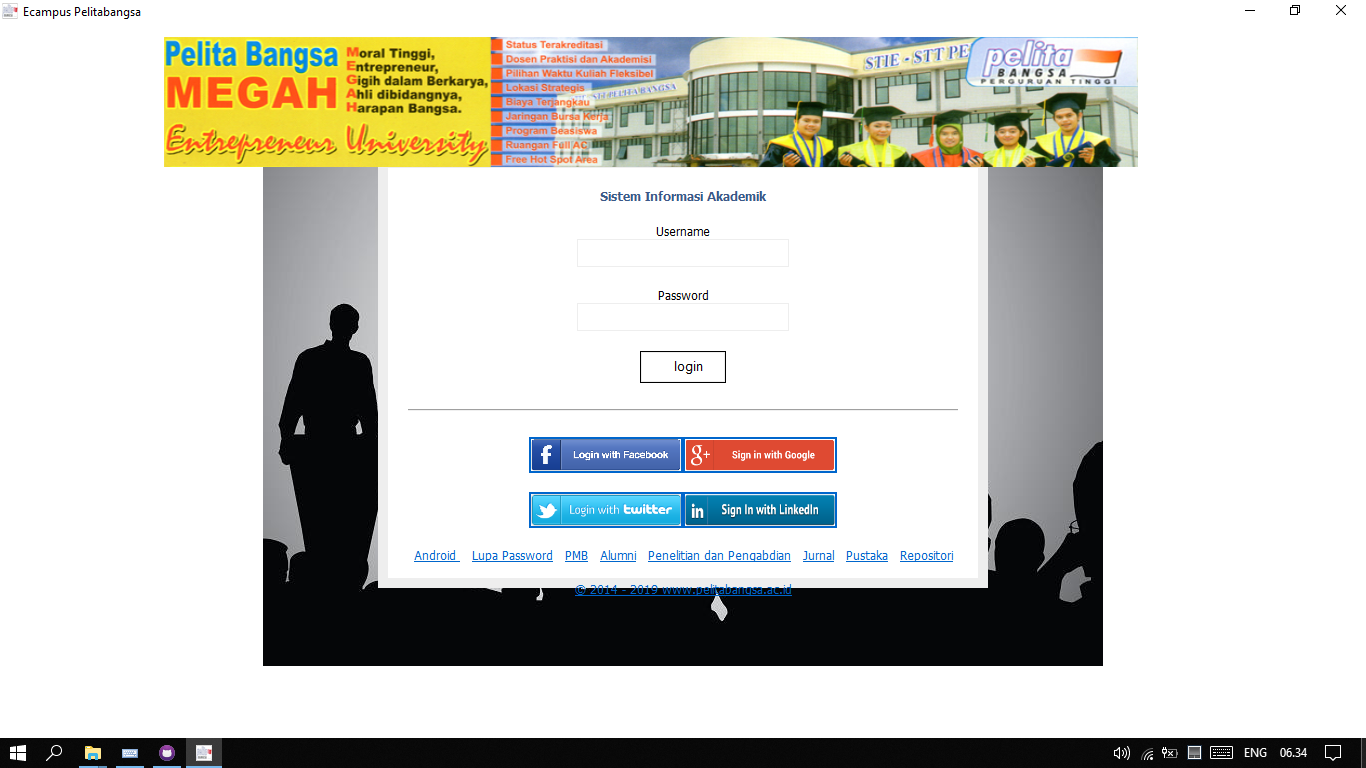 Ecampus Pelitabangsa
Pelita Bangsa
MEGAH
Moral Tinggi,
Entrepreneur,
Gigih dalam Berkarya,
Ahli dibidangnya,
Harapan Bangsa.
Entrepreneur University
Status Terakreditasi
Dosen Praktisi dan Akademisi
Pilihan Waktu Kuliah Fleksibel
Lokasi Strategis
Biaya Terjangkau
Jaringan Bursa Kerja
Program Beasiswa
Ruangan Full AC
Free Hot Spot Area
STIE - STT PE
pelita
BANGSA
PERGURUAN TINGGI
Sistem Informasi Akademik
Username
Password
login
f Login with Facebook
g+ Sign in with Google
Login with twitter
in Sign In with LinkedIn
Android Lupa Password PMB Alumni Penelitian dan Pengabdian Jurnal Pustaka Repositori
© 2014 - 2019 www.pelitabangsa.ac.id
ENG 06.34